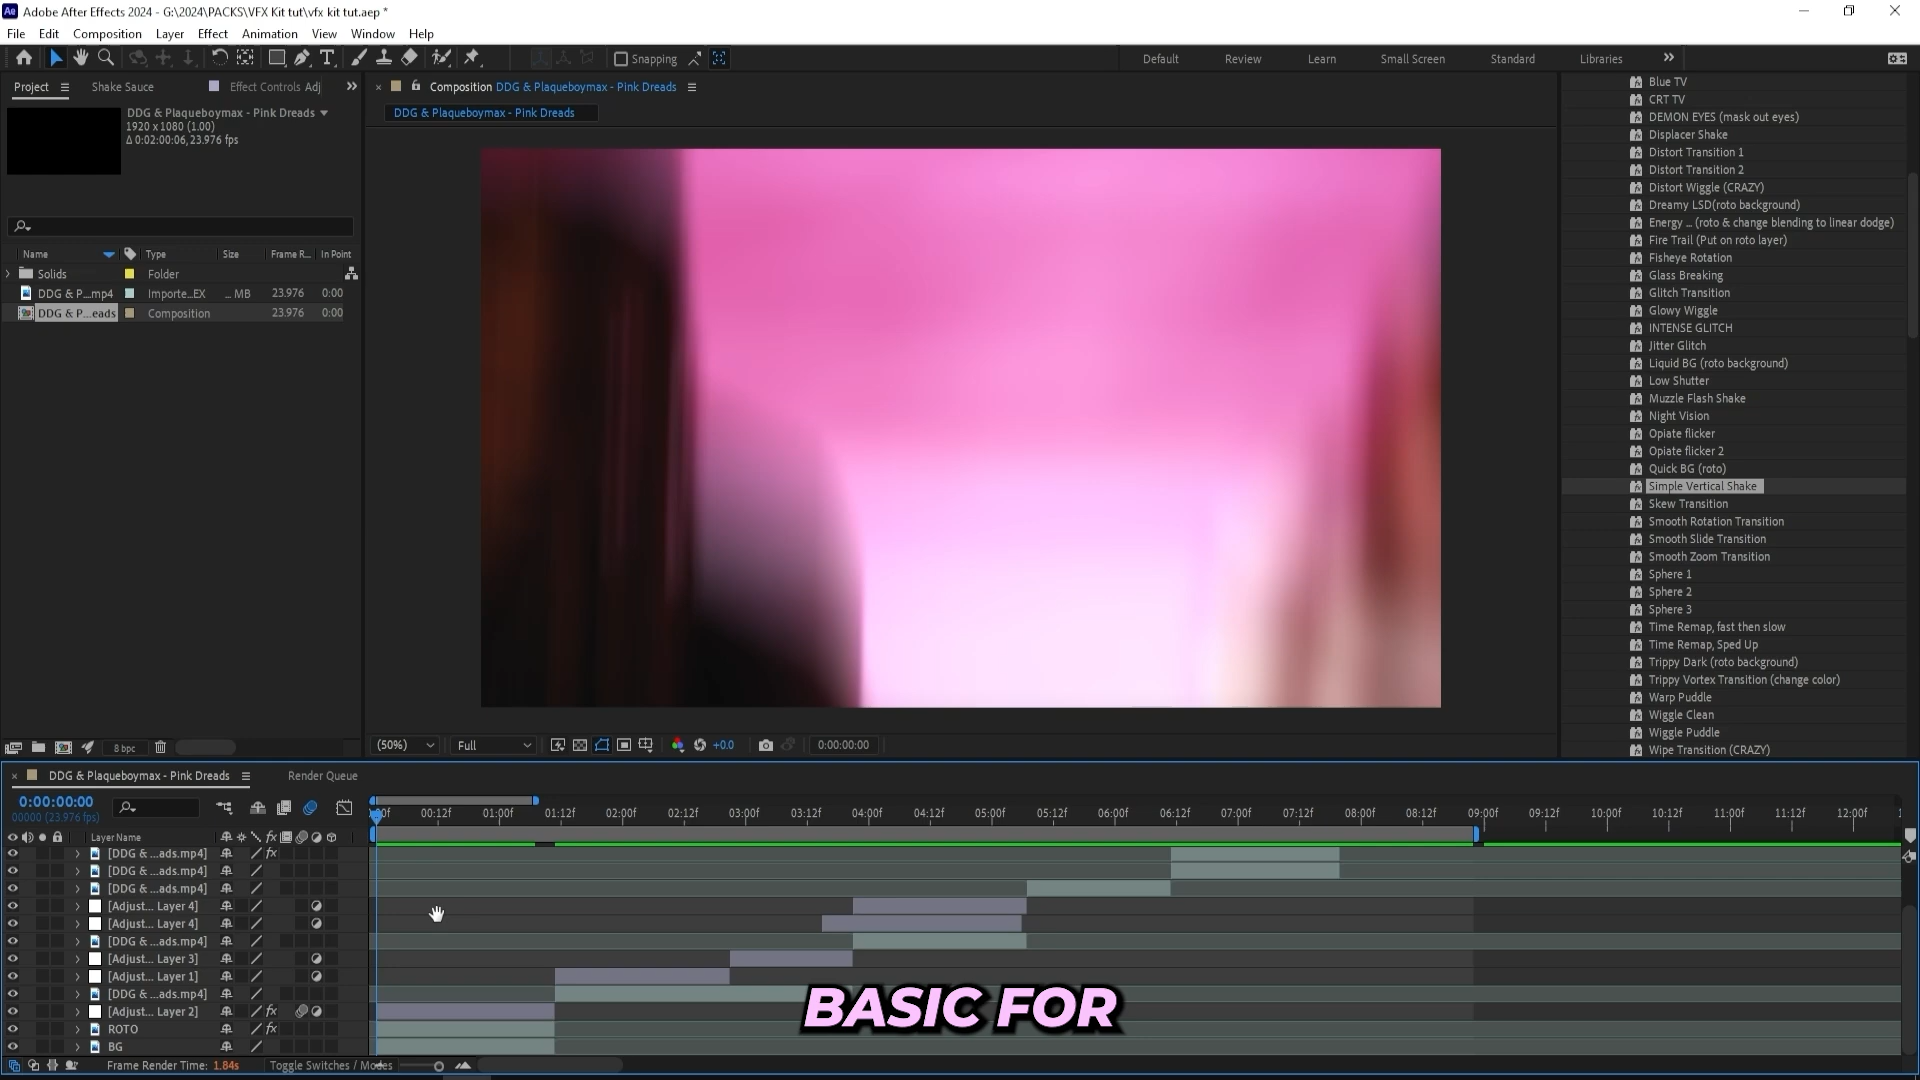 Adobe After Effects 2024 - G:\2024\PACKS\VFX Kit tut\vfx kit tut.aep *
File Edit Composition Layer Effect Animation View Window Help
Snapping
Default Review Learn Small Screen Standard Libraries
Project Shake Sauce Effect Controls Adj
Composition DDG & Plaqueboymax - Pink Dreads
DDG & Plaqueboymax - Pink Dreads
DDG & Plaqueboymax - Pink Dreads
1920 x 1080 (1.00)
Δ 0:02:00:06, 23.976 fps
Name Type Size Frame R... In Point
Solids Folder
DDG & P...mp4 Importe...EX ... MB 23.976 0:00
DDG & P...eads Composition 23.976 0:00
8 bpc
(50%) Full +0.0 0:00:00:00
Blue TV
CRT TV
DEMON EYES (mask out eyes)
Displacer Shake
Distort Transition 1
Distort Transition 2
Distort Wiggle (CRAZY)
Dreamy LSD(roto background)
Energy ... (roto & change blending to linear dodge)
Fire Trail (Put on roto layer)
Fisheye Rotation
Glass Breaking
Glitch Transition
Glowy Wiggle
INTENSE GLITCH
Jitter Glitch
Liquid BG (roto background)
Low Shutter
Muzzle Flash Shake
Night Vision
Opiate flicker
Opiate flicker 2
Quick BG (roto)
Simple Vertical Shake
Skew Transition
Smooth Rotation Transition
Smooth Slide Transition
Smooth Zoom Transition
Sphere 1
Sphere 2
Sphere 3
Time Remap, fast then slow
Time Remap, Sped Up
Trippy Dark (roto background)
Trippy Vortex Transition (change color)
Warp Puddle
Wiggle Clean
Wiggle Puddle
Wipe Transition (CRAZY)
DDG & Plaqueboymax - Pink Dreads Render Queue
0:00:00:00
00000 (23.976 fps)
00f 00:12f 01:00f 01:12f 02:00f 02:12f 03:00f 03:12f 04:00f 04:12f 05:00f 05:12f 06:00f 06:12f 07:00f 07:12f 08:00f 08:12f 09:00f 09:12f 10:00f 10:12f 11:00f 11:12f 12:00f
Layer Name
[DDG & ...ads.mp4]
[DDG & ...ads.mp4]
[DDG & ...ads.mp4]
[Adjust... Layer 4]
[Adjust... Layer 4]
[DDG & ...ads.mp4]
[Adjust... Layer 3]
[Adjust... Layer 1]
[DDG & ...ads.mp4]
[Adjust... Layer 2]
ROTO
BG
BASIC FOR
Frame Render Time: 1.84s Toggle Switches / Modes